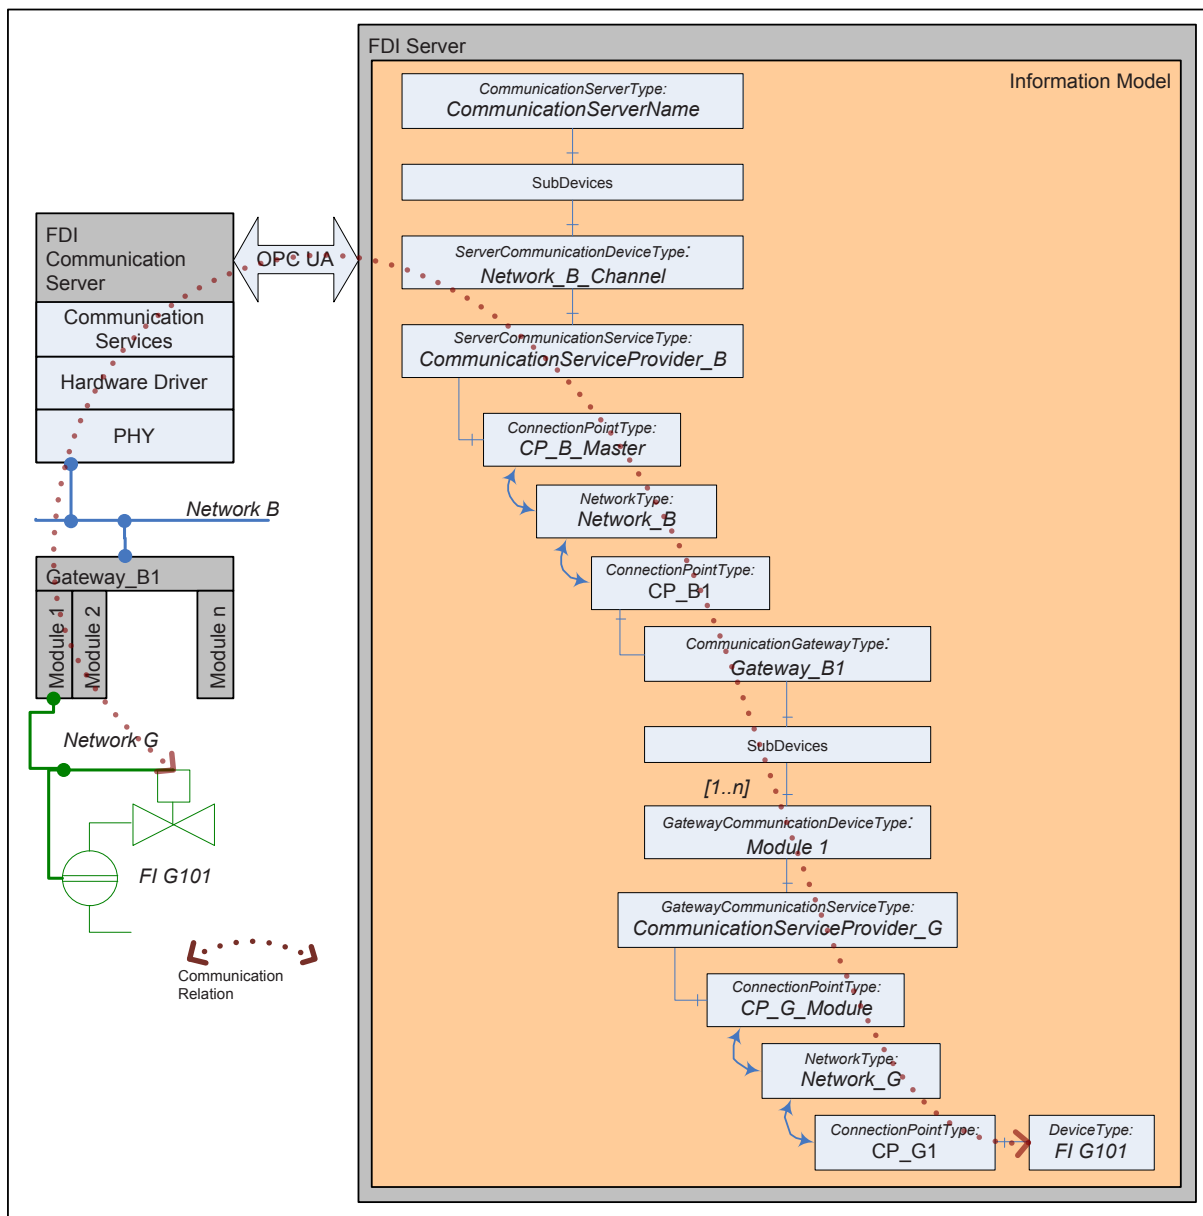 FDI Server
Information Model
CommunicationServerType:
CommunicationServerName
SubDevices
ServerCommunicationDeviceType:
Network_B_Channel
ServerCommunicationServiceType:
CommunicationServiceProvider_B
ConnectionPointType:
CP_B_Master
NetworkType:
Network_B
ConnectionPointType:
CP_B1
CommunicationGatewayType:
Gateway_B1
SubDevices
[1..n]
GatewayCommunicationDeviceType:
Module 1
GatewayCommunicationServiceType:
CommunicationServiceProvider_G
ConnectionPointType:
CP_G_Module
NetworkType:
Network_G
ConnectionPointType:
CP_G1
DeviceType:
FI G101
FDI
Communication
Server
OPC UA
Communication
Services
Hardware Driver
PHY
Network B
Gateway_B1
Module 1
Module 2
Module n
Network G
FI G101
Communication
Relation